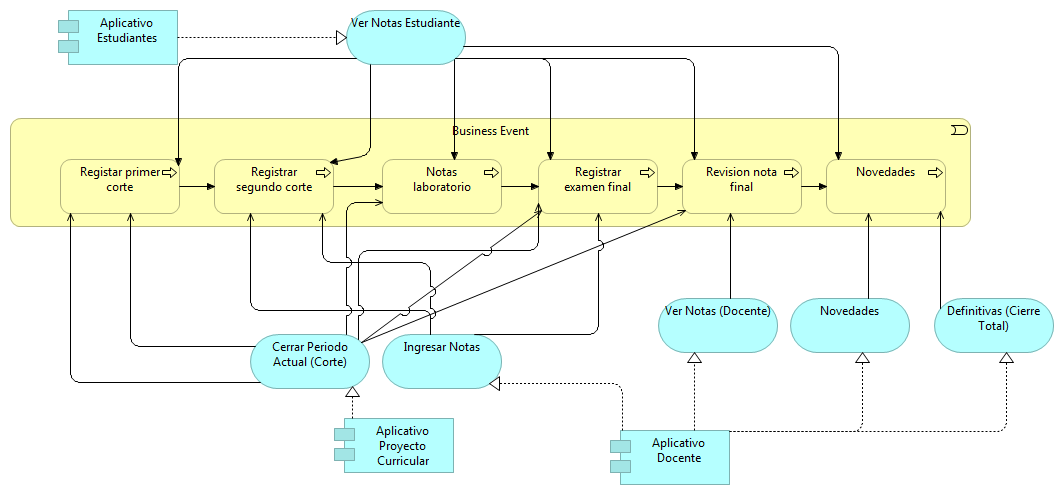 Aplicativo
Estudiantes
Ver Notas Estudiante
Business Event
Registar primer
corte
Registrar
segundo corte
Notas
laboratorio
Registrar
examen final
Revision nota
final
Novedades
Ver Notas (Docente)
Novedades
Definitivas (Cierre
Total)
Cerrar Periodo
Actual (Corte)
Ingresar Notas
Aplicativo
Proyecto
Curricular
Aplicativo
Docente